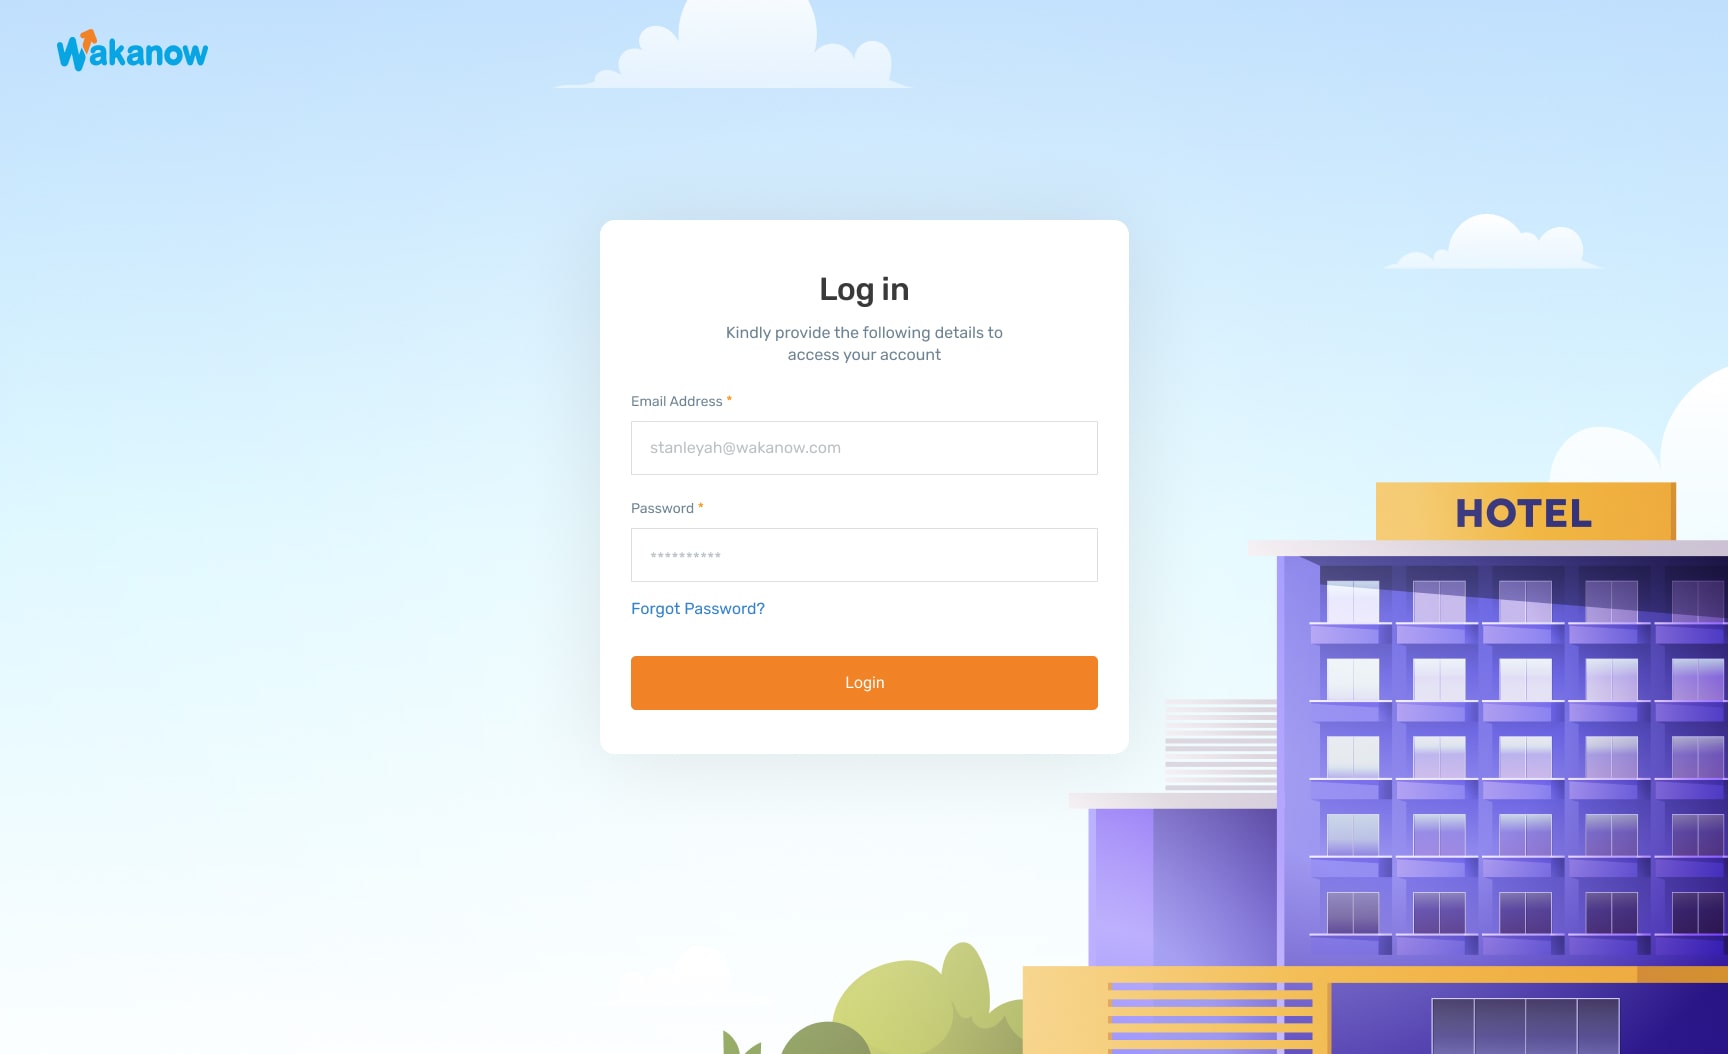 Wakanow
Log in
Kindly provide the following details to
access your account
Email Address *
stanleyah@wakanow.com
Password *
**********
Forgot Password?
Login
HOTEL